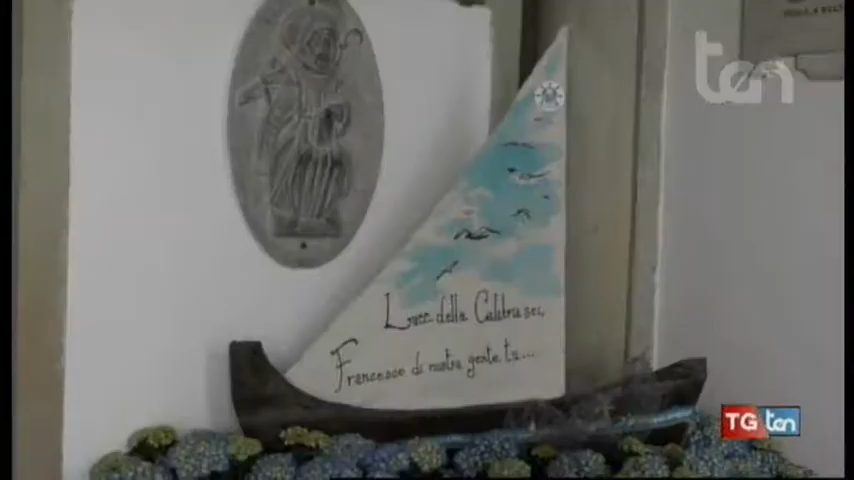 ten
Luce della Calabria sei,
Francesco di nostra gente tu...
TG ten